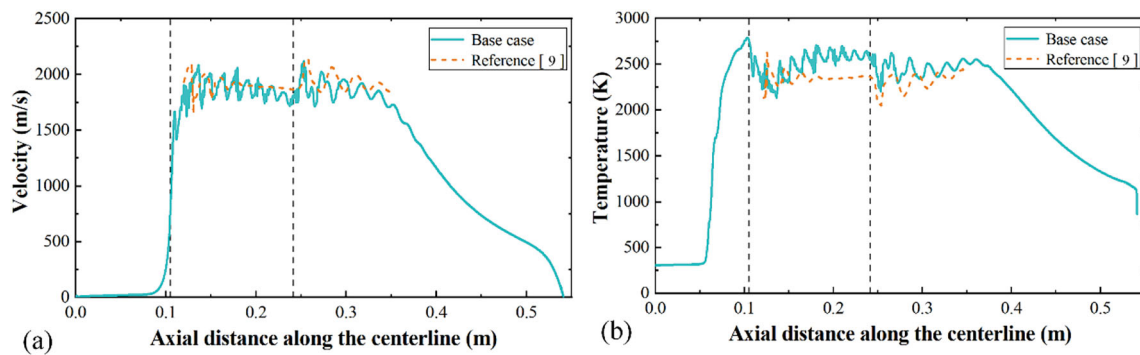 2500
2000
1500
1000
500
0
Velocity (m/s)
Base case
Reference [ 9 ]
0.0 0.1 0.2 0.3 0.4 0.5
Axial distance along the centerline (m)
(a)
3000
2500
2000
1500
1000
500
0
Temperature (K)
Base case
Reference [ 9 ]
0.0 0.1 0.2 0.3 0.4 0.5
Axial distance along the centerline (m)
(b)